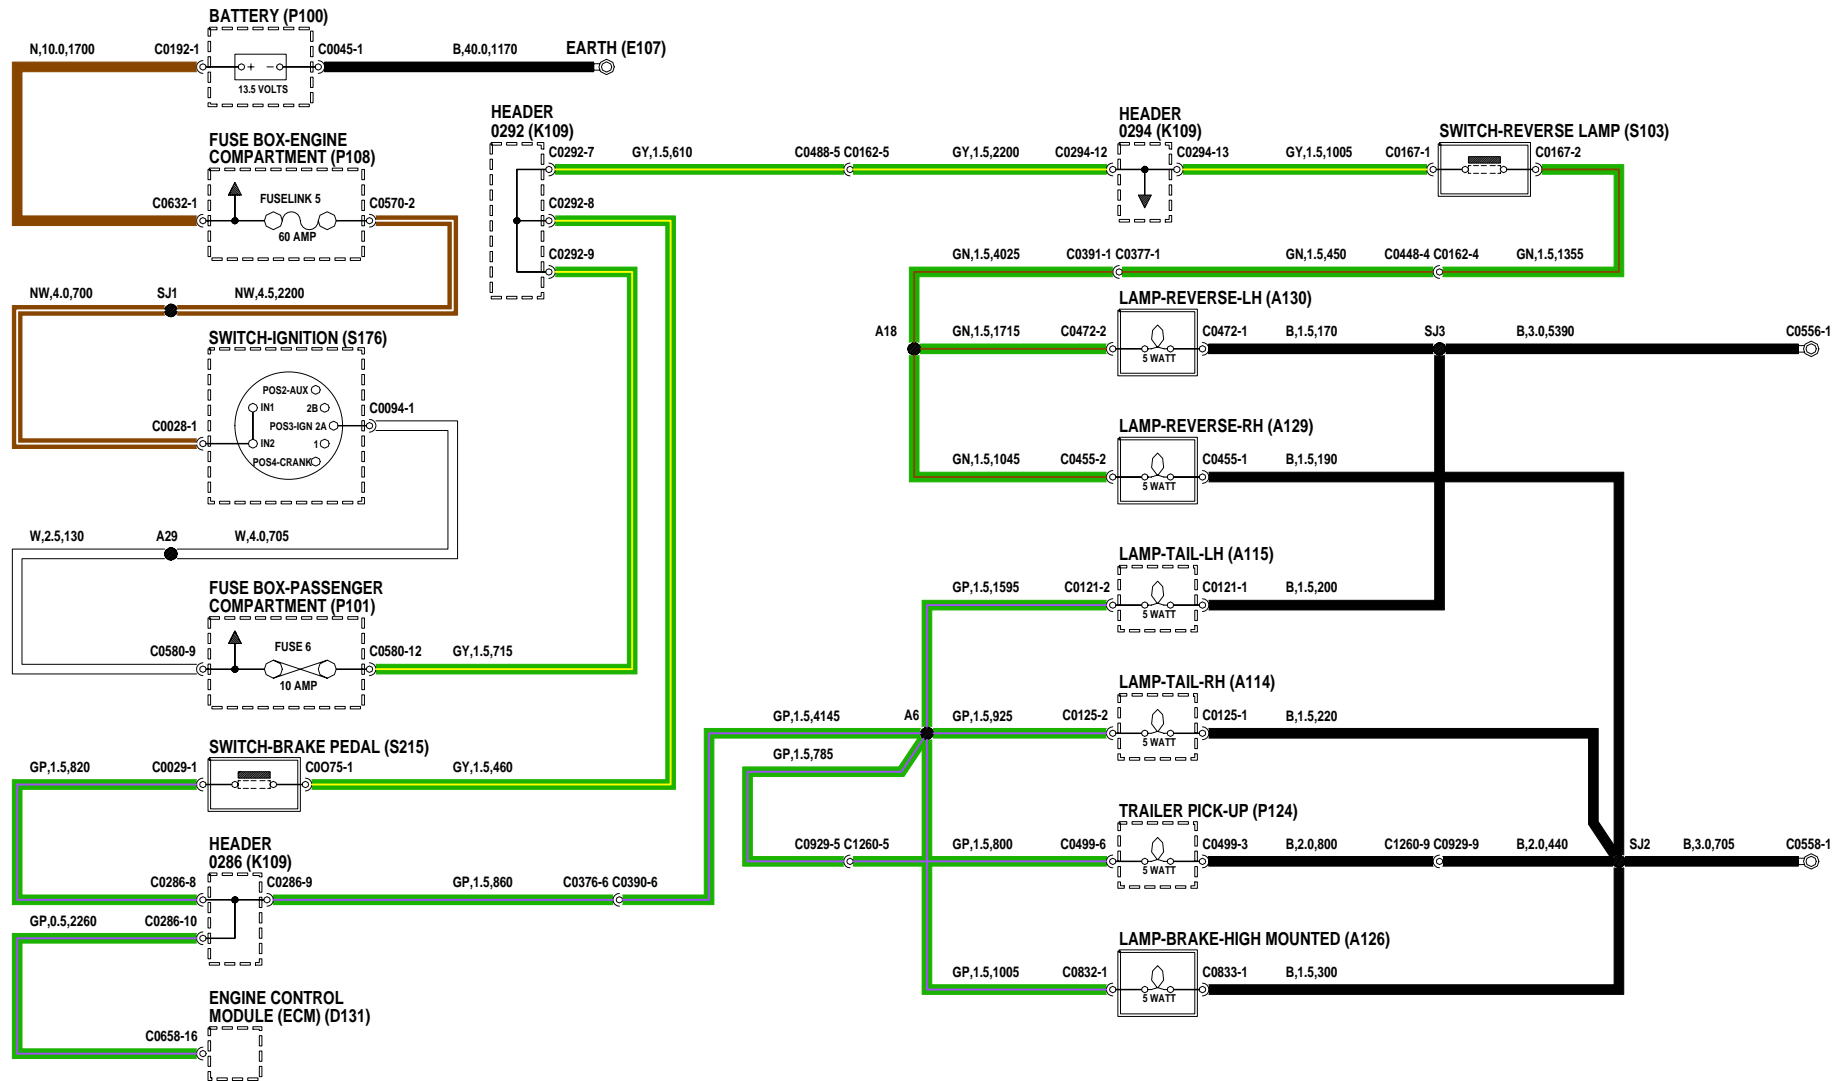 BATTERY (P100)
N,10.0,1700
C0192-1
C0045-1
B,40.0,1170
EARTH (E107)
+ -
13.5 VOLTS
FUSE BOX-ENGINE
COMPARTMENT (P108)
C0632-1
FUSELINK 5
60 AMP
C0570-2
NW,4.0,700
SJ1
NW,4.5,2200
SWITCH-IGNITION (S176)
POS2-AUX
IN1
2B
POS3-IGN 2A
IN2
1
POS4-CRANK
C0028-1
C0094-1
W,2.5,130
A29
W,4.0,705
FUSE BOX-PASSENGER
COMPARTMENT (P101)
C0580-9
FUSE 6
10 AMP
C0580-12
GY,1.5,715
SWITCH-BRAKE PEDAL (S215)
GP,1.5,820
C0029-1
C0O75-1
GY,1.5,460
HEADER
0286 (K109)
C0286-8
C0286-9
GP,1.5,860
C0376-6 C0390-6
GP,0.5,2260
C0286-10
ENGINE CONTROL
MODULE (ECM) (D131)
C0658-16
HEADER
0292 (K109)
C0292-7
GY,1.5,610
C0488-5 C0162-5
GY,1.5,2200
C0294-12
C0292-8
C0292-9
HEADER
0294 (K109)
C0294-13
GY,1.5,1005
C0167-1
SWITCH-REVERSE LAMP (S103)
C0167-2
GN,1.5,4025
C0391-1 C0377-1
GN,1.5,450
C0448-4 C0162-4
GN,1.5,1355
LAMP-REVERSE-LH (A130)
A18
GN,1.5,1715
C0472-2
5 WATT
C0472-1
B,1.5,170
SJ3
B,3.0,5390
C0556-1
LAMP-REVERSE-RH (A129)
GN,1.5,1045
C0455-2
5 WATT
C0455-1
B,1.5,190
LAMP-TAIL-LH (A115)
GP,1.5,1595
C0121-2
5 WATT
C0121-1
B,1.5,200
LAMP-TAIL-RH (A114)
GP,1.5,4145
A6
GP,1.5,925
C0125-2
5 WATT
C0125-1
B,1.5,220
GP,1.5,785
TRAILER PICK-UP (P124)
C0929-5 C1260-5
GP,1.5,800
C0499-6
5 WATT
C0499-3
B,2.0,800
C1260-9 C0929-9
B,2.0,440
SJ2
B,3.0,705
C0558-1
LAMP-BRAKE-HIGH MOUNTED (A126)
GP,1.5,1005
C0832-1
5 WATT
C0833-1
B,1.5,300